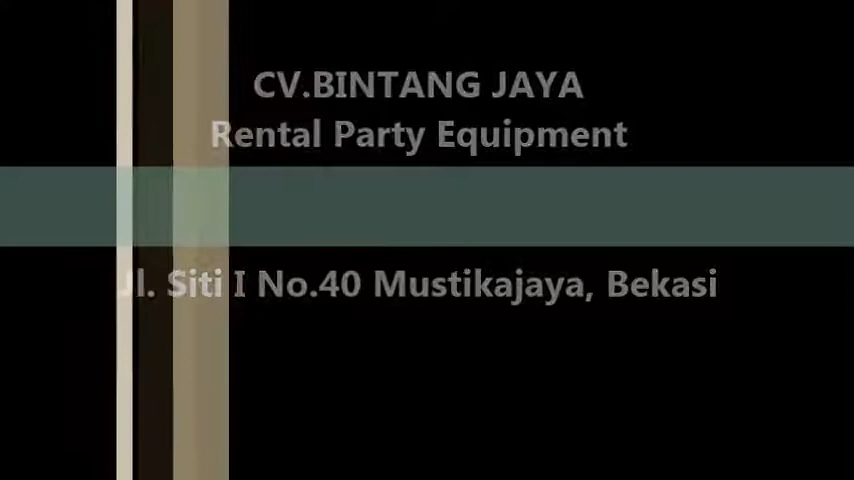 CV.BINTANG JAYA
Rental Party Equipment
Jl. Siti I No.40 Mustikajaya, Bekasi